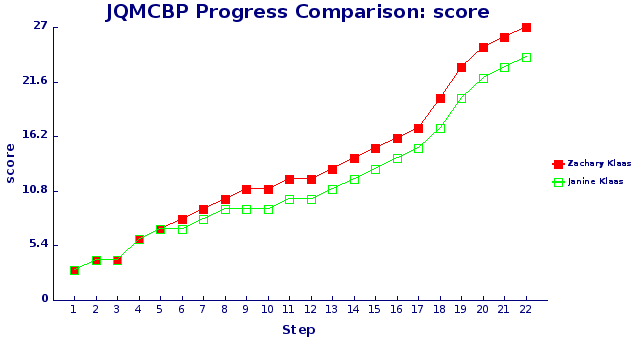 JQMCBP Progress Comparison: score
27
21.6
16.2
10.8
5.4
0
score
1 2 3 4 5 6 7 8 9 10 11 12 13 14 15 16 17 18 19 20 21 22
Step
Zachary Klaas
Janine Klaas